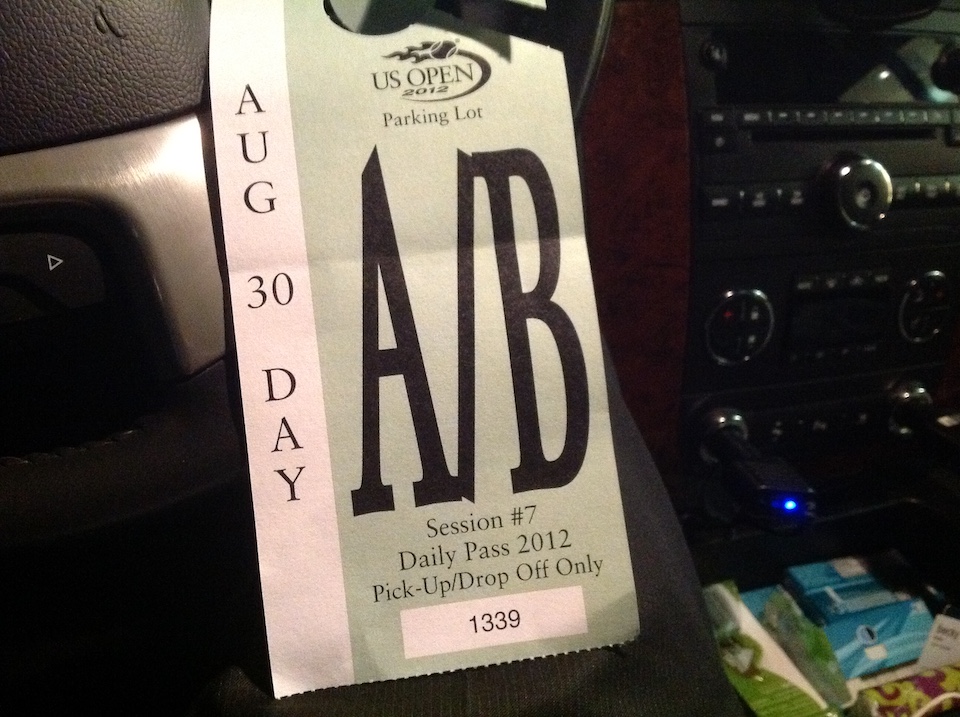 US OPEN
2012
Parking Lot
A/B
Session #7
Daily Pass 2012
Pick-Up/Drop Off Only
1339
AUG
30
DAY